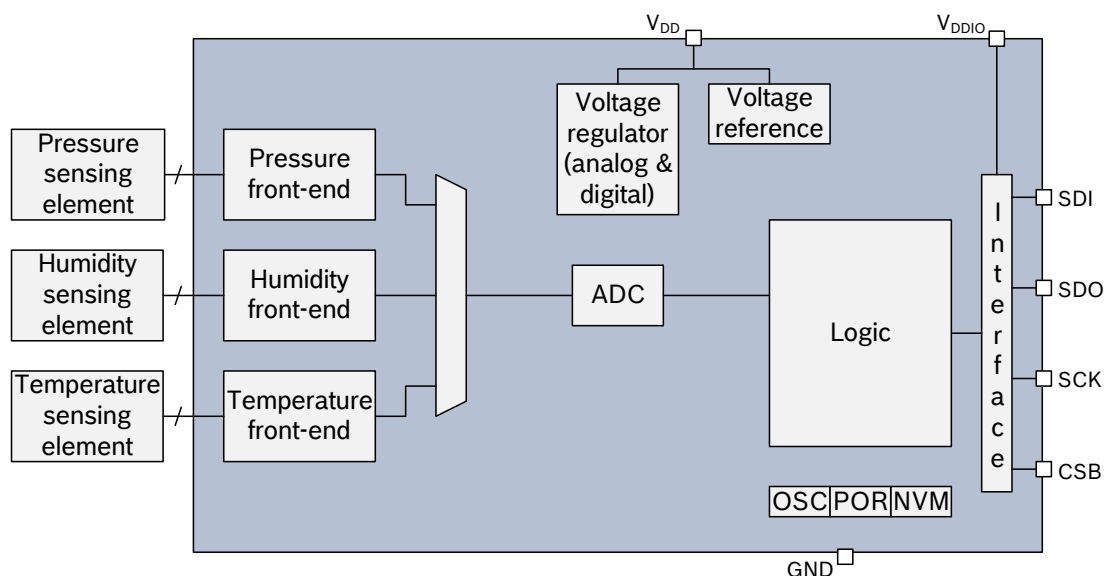 VDD
VDDIO
Voltage
regulator
(analog &
digital)
Voltage
reference
Pressure
sensing
element
Pressure
front-end
Humidity
sensing
element
Humidity
front-end
Temperature
sensing
element
Temperature
front-end
ADC
Logic
OSC POR NVM
Interface
SDI
SDO
SCK
CSB
GND